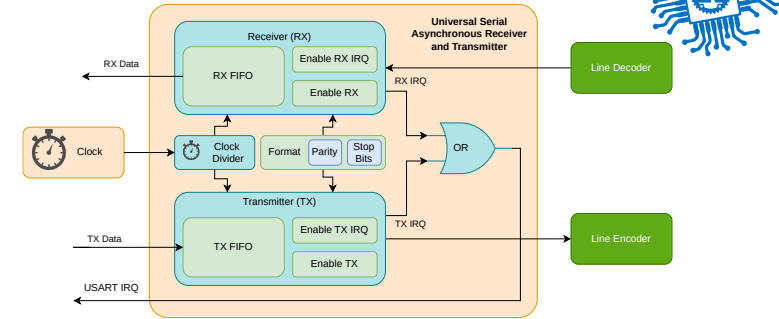 Universal Serial
Asynchronous Receiver
and Transmitter
Receiver (RX)
RX FIFO
Enable RX IRQ
Enable RX
RX Data
RX IRQ
Line Decoder
Clock
Clock
Divider
Format
Parity
Stop
Bits
OR
Transmitter (TX)
TX FIFO
Enable TX IRQ
Enable TX
TX Data
TX IRQ
Line Encoder
USART IRQ